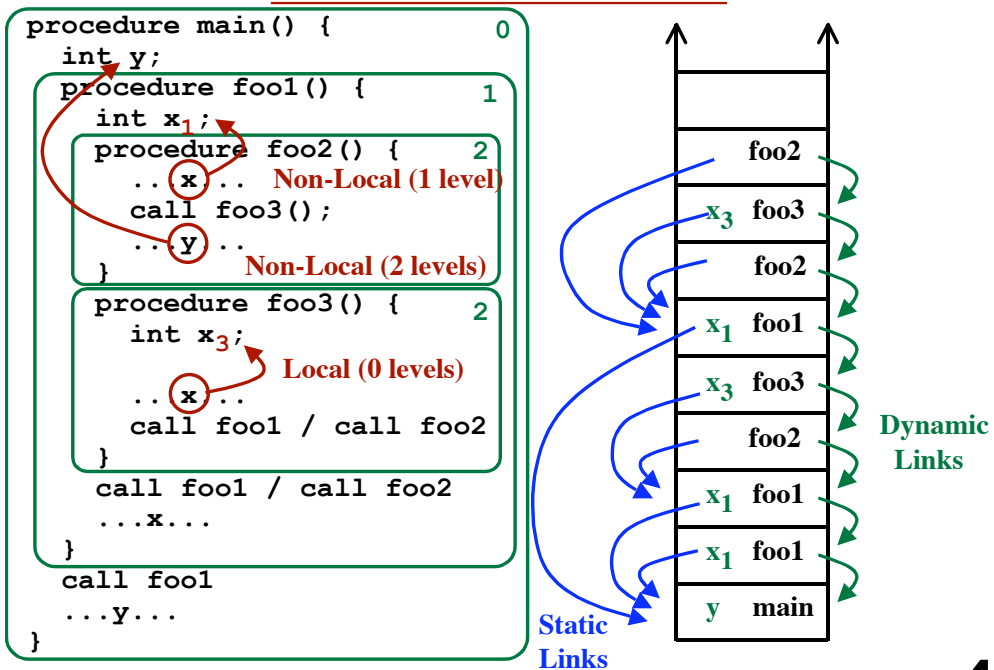 procedure main() { 0
int y;
procedure foo1() { 1
int x1;
procedure foo2() { 2
...x... Non-Local (1 level)
call foo3();
...y...
Non-Local (2 levels)
}
procedure foo3() { 2
int x3;
Local (0 levels)
...x...
call foo1 / call foo2
}
call foo1 / call foo2
...x...
}
call foo1
...y...
}
foo2
x3 foo3
foo2
x1 foo1
x3 foo3
foo2
x1 foo1
x1 foo1
y main
Dynamic
Links
Static
Links